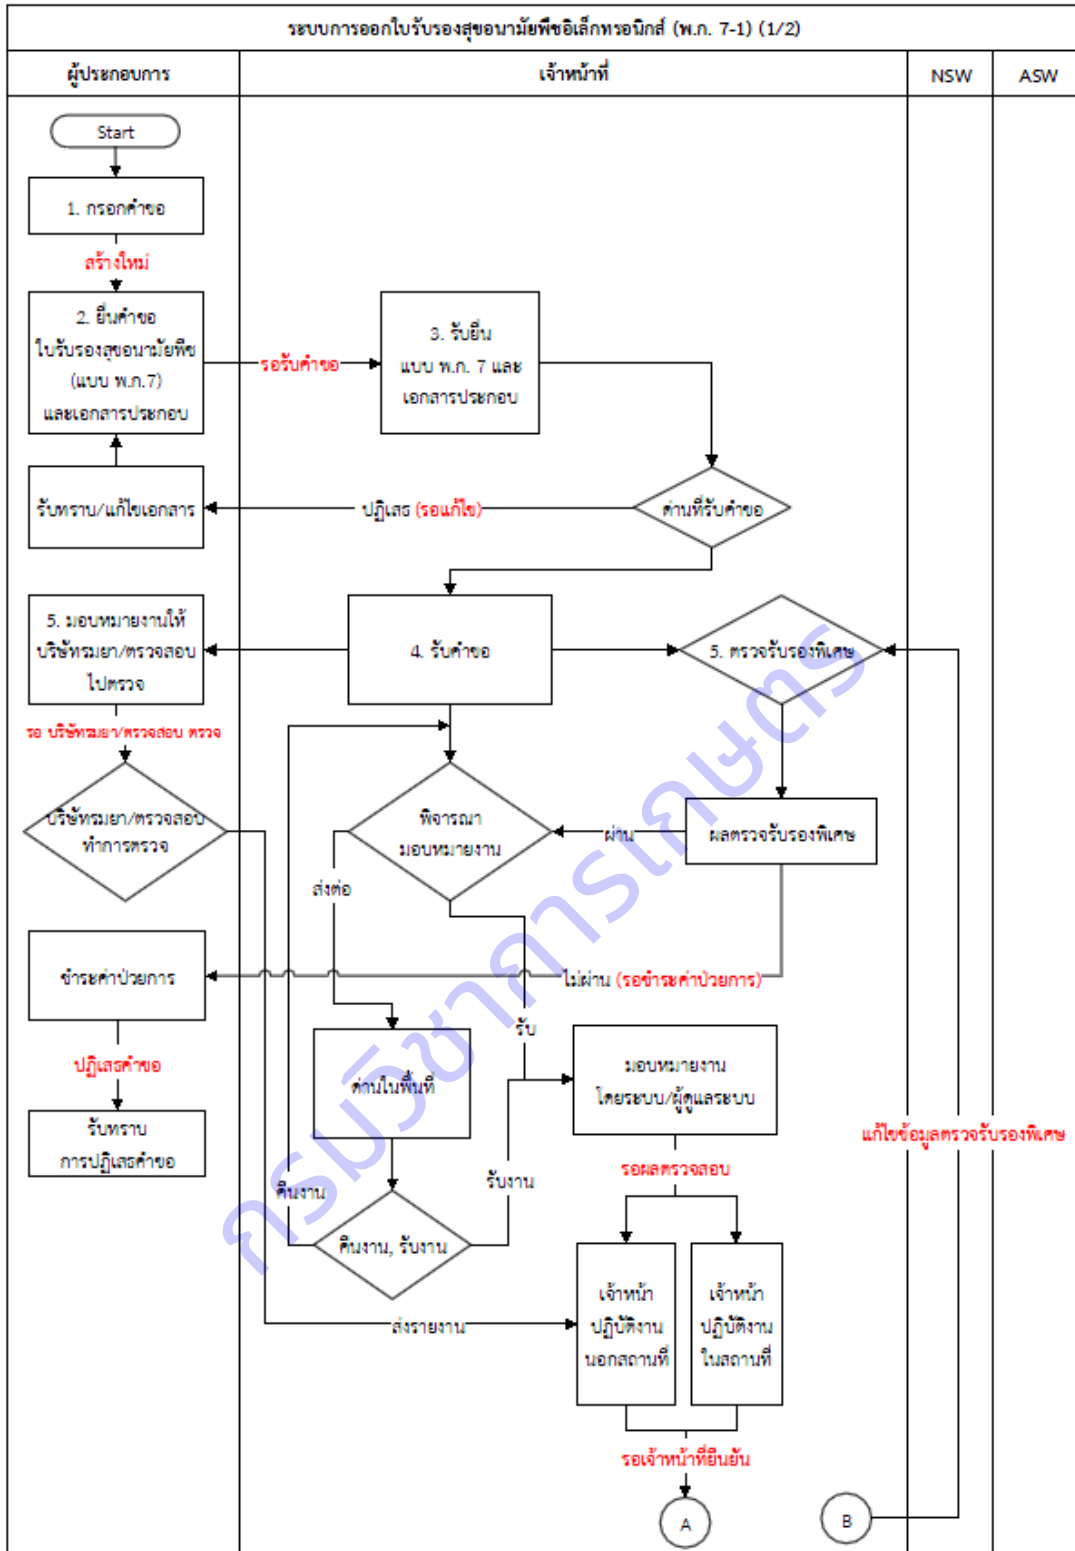 ระบบการออกใบรับรองสุขอนามัยพืชอิเล็กทรอนิกส์ (พ.ก. 7-1) (1/2)
ผู้ประกอบการ
เจ้าหน้าที่
NSW
ASW
Start
1. กรอกคำขอ
สร้างใหม่
2. ยื่นคำขอ
ใบรับรองสุขอนามัยพืช
(แบบ พ.ก.7)
และเอกสารประกอบ
รอรับคำขอ
3. รับยื่น
แบบ พ.ก. 7 และ
เอกสารประกอบ
รับทราบ/แก้ไขเอกสาร
ปฏิเสธ (รอแก้ไข)
ด่านที่รับคำขอ
5. มอบหมายงานให้
บริษัทรมยา/ตรวจสอบ
ไปตรวจ
4. รับคำขอ
5. ตรวจรับรองพิเศษ
รอ บริษัทรมยา/ตรวจสอบ ตรวจ
บริษัทรมยา/ตรวจสอบ
ทำการตรวจ
พิจารณา
มอบหมายงาน
ผ่าน
ผลตรวจรับรองพิเศษ
ส่งต่อ
ชำระค่าป่วยการ
ไม่ผ่าน (รอชำระค่าป่วยการ)
รับ
ปฏิเสธคำขอ
ด่านในพื้นที่
มอบหมายงาน
โดยระบบ/ผู้ดูแลระบบ
รับทราบ
การปฏิเสธคำขอ
แก้ไขข้อมูลตรวจรับรองพิเศษ
รอผลตรวจสอบ
คืนงาน
รับงาน
คืนงาน, รับงาน
เจ้าหน้า
ปฏิบัติงาน
นอกสถานที่
เจ้าหน้า
ปฏิบัติงาน
ในสถานที่
ส่งรายงาน
รอเจ้าหน้าที่ยืนยัน
A
B
กรมวิชาการเกษตร